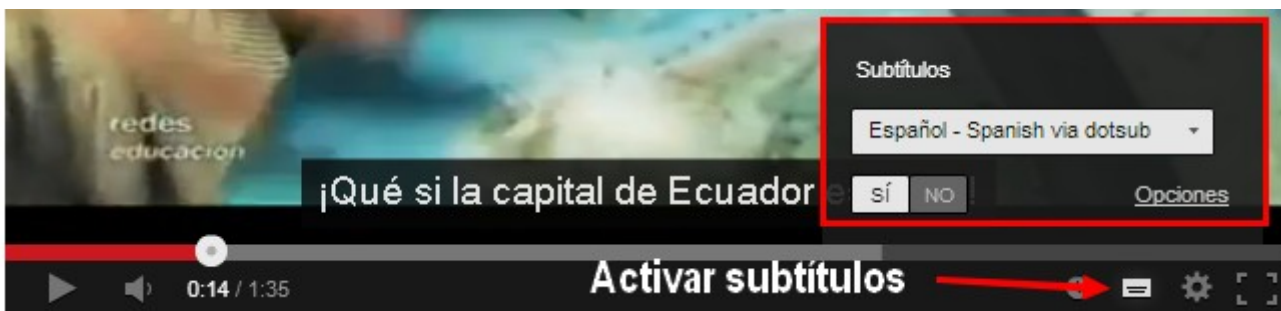 Subtítulos
Español - Spanish via dotsub
redes
educación
¡Qué si la capital de Ecuador
SÍ NO Opciones
0:14 / 1:35
Activar subtítulos